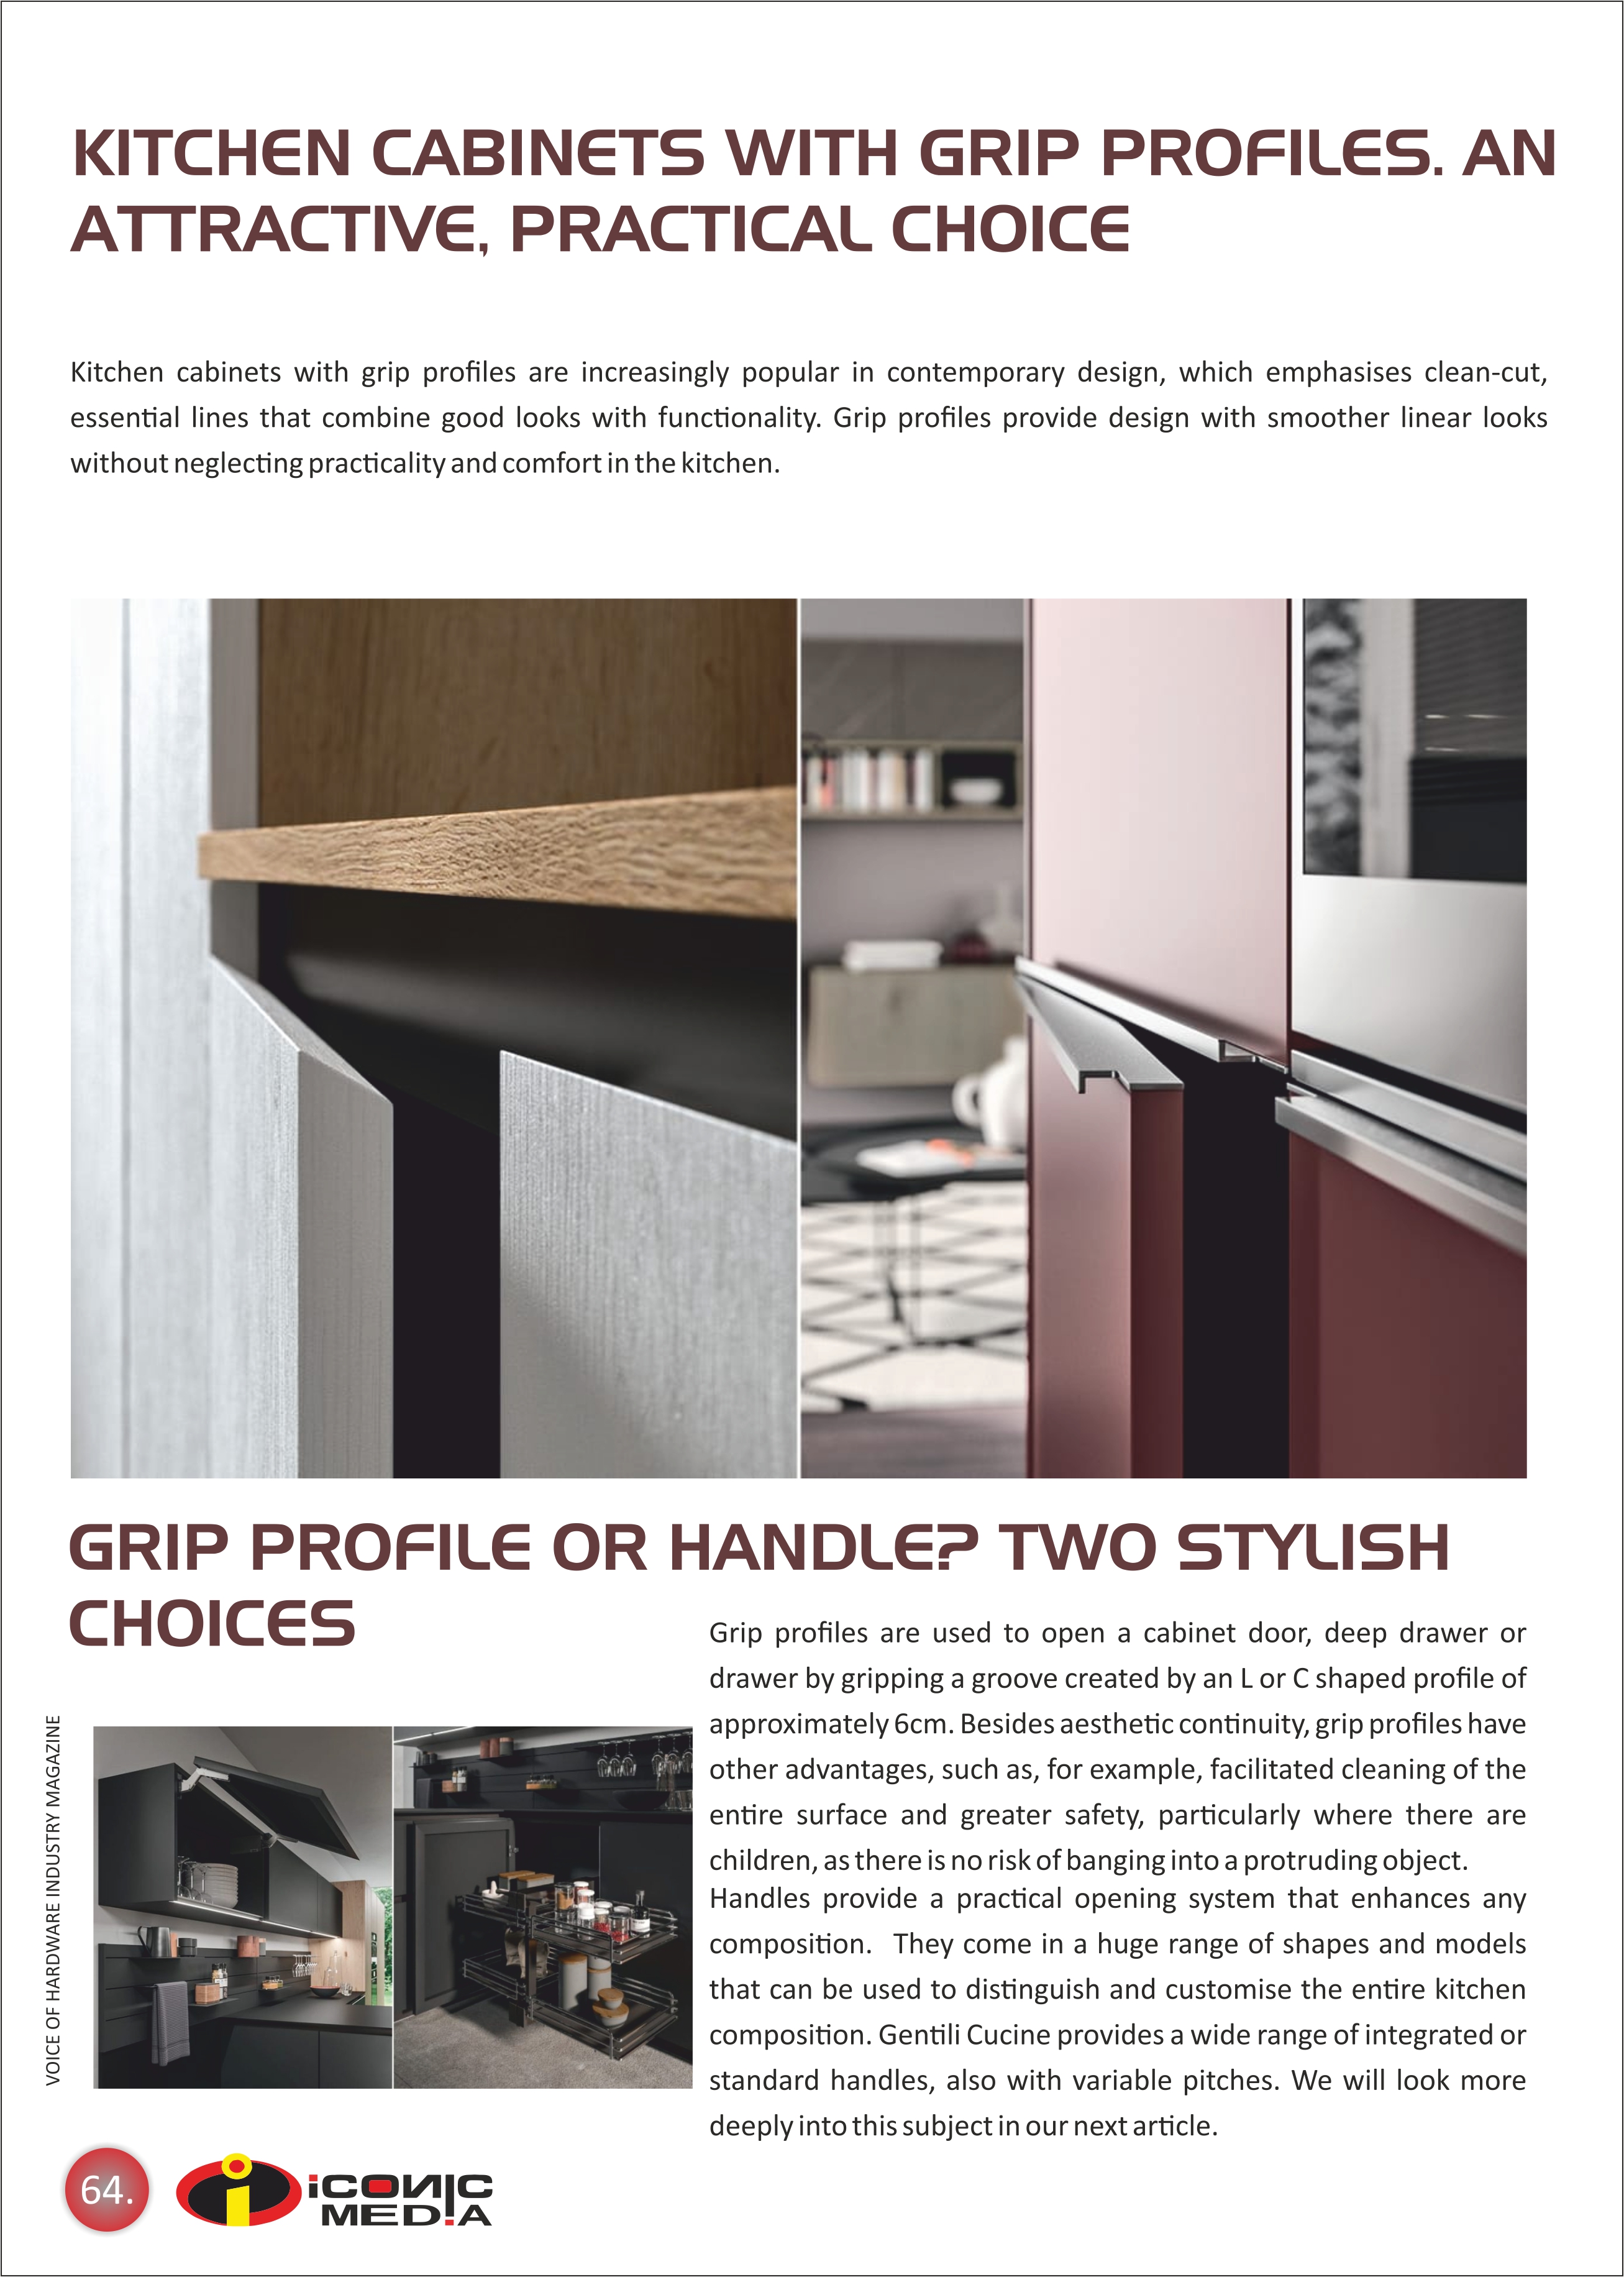 KITCHEN CABINETS WITH GRIP PROFILES. AN
ATTRACTIVE, PRACTICAL CHOICE
Kitchen cabinets with grip profiles are increasingly popular in contemporary design, which emphasises clean-cut,
essential lines that combine good looks with functionality. Grip profiles provide design with smoother linear looks
without neglecting practicality and comfort in the kitchen.
GRIP PROFILE OR HANDLE? TWO STYLISH
CHOICES
Grip profiles are used to open a cabinet door, deep drawer or
drawer by gripping a groove created by an L or C shaped profile of
approximately 6cm. Besides aesthetic continuity, grip profiles have
other advantages, such as, for example, facilitated cleaning of the
entire surface and greater safety, particularly where there are
children, as there is no risk of banging into a protruding object.
Handles provide a practical opening system that enhances any
composition. They come in a huge range of shapes and models
that can be used to distinguish and customise the entire kitchen
composition. Gentili Cucine provides a wide range of integrated or
standard handles, also with variable pitches. We will look more
deeply into this subject in our next article.
VOICE OF HARDWARE INDUSTRY MAGAZINE
64.
iCONIC
MEDiA